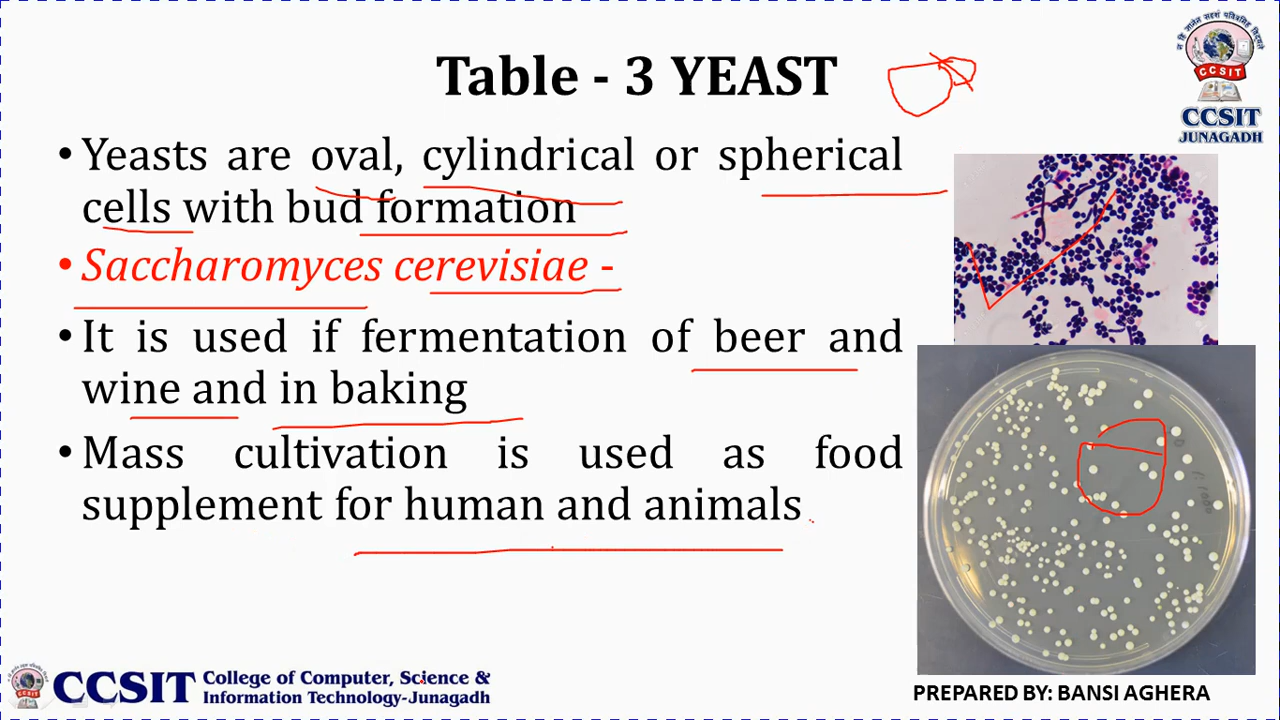 Table - 3 YEAST
CCSIT
CCSIT
JUNAGADH
• Yeasts are oval, cylindrical or spherical
cells with bud formation
• Saccharomyces cerevisiae -
• It is used if fermentation of beer and
wine and in baking
• Mass cultivation is used as food
supplement for human and animals
CCSIT College of Computer, Science &
Information Technology-Junagadh
PREPARED BY: BANSI AGHERA